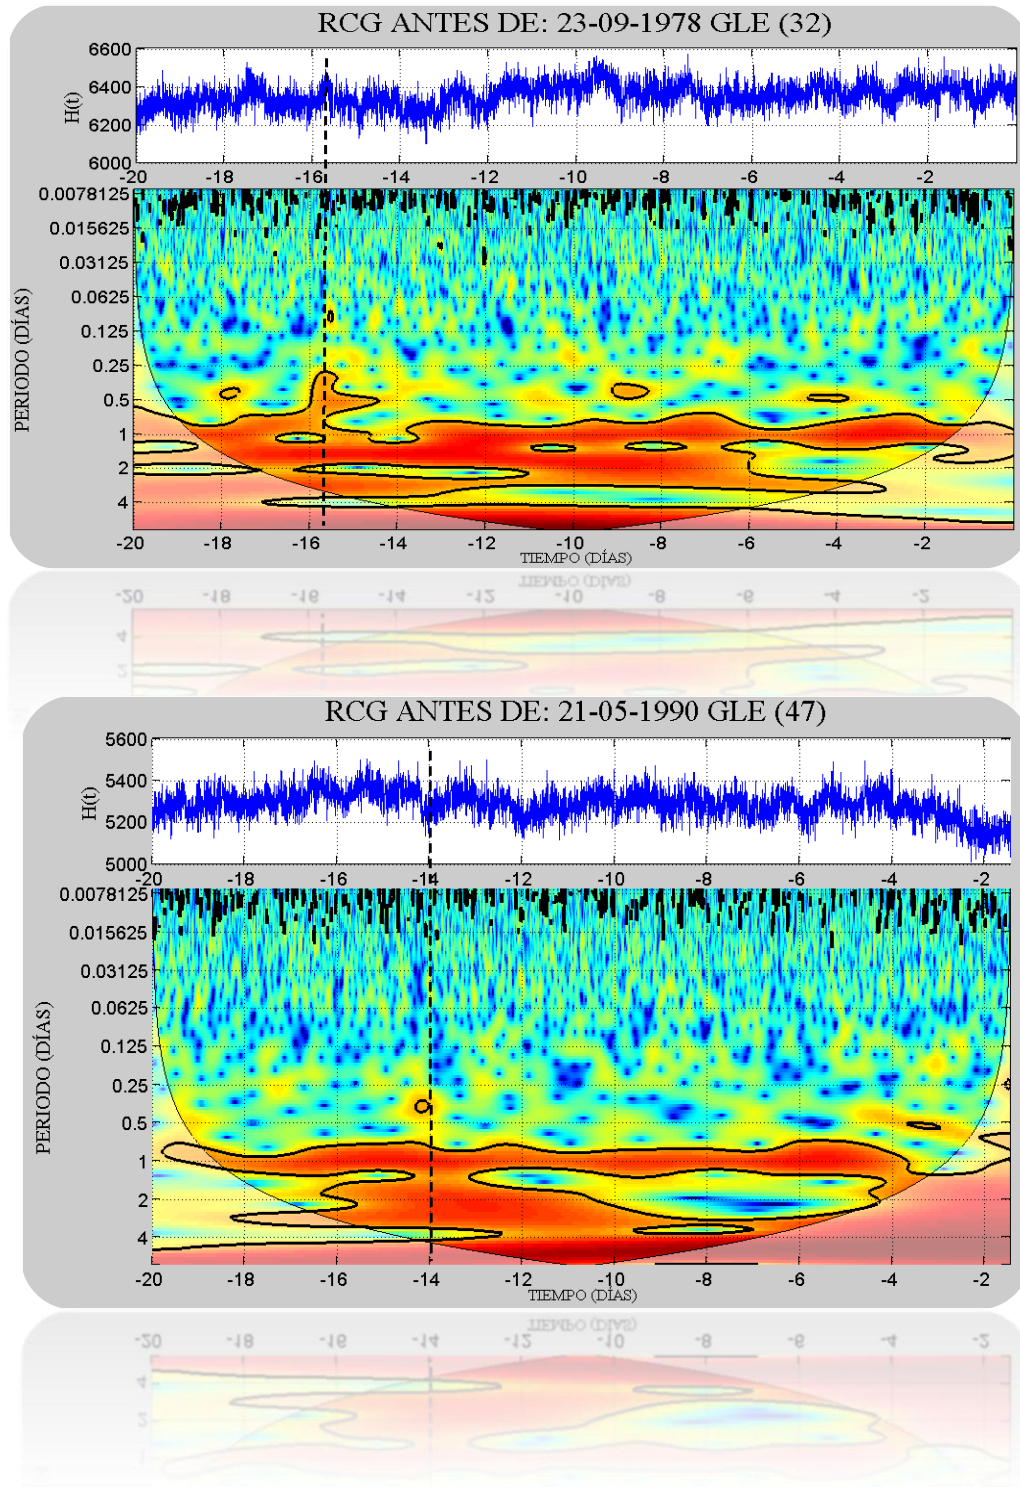 RCG ANTES DE: 23-09-1978 GLE (32)
6600
6400
6200
6000
H(t)
-20 -18 -16 -14 -12 -10 -8 -6 -4 -2
0.0078125
0.015625
0.03125
0.0625
0.125
0.25
0.5
1
2
4
PERIODO (DÍAS)
-20 -18 -16 -14 -12 -10 -8 -6 -4 -2
TIEMPO (DÍAS)
RCG ANTES DE: 21-05-1990 GLE (47)
5600
5400
5200
5000
H(t)
-20 -18 -16 -14 -12 -10 -8 -6 -4 -2
0.0078125
0.015625
0.03125
0.0625
0.125
0.25
0.5
1
2
4
PERIODO (DÍAS)
-20 -18 -16 -14 -12 -10 -8 -6 -4 -2
TIEMPO (DÍAS)